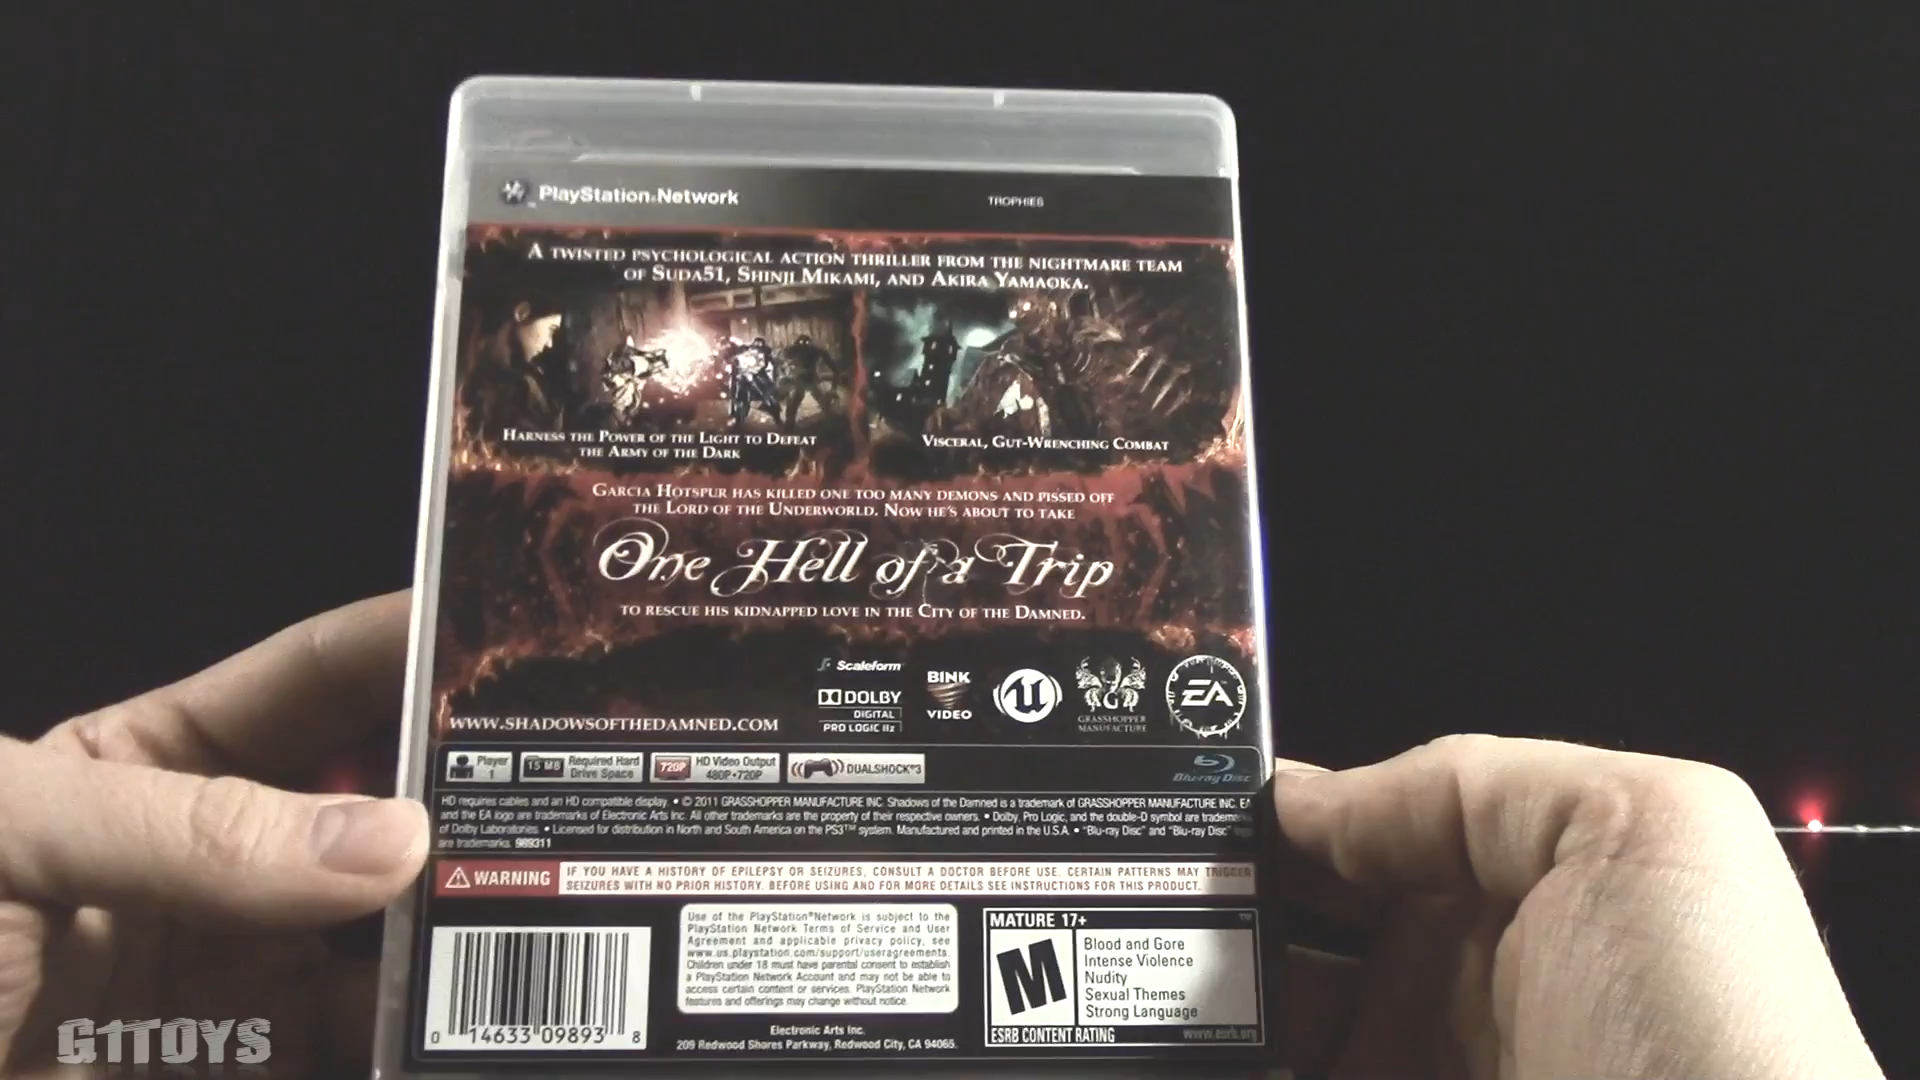 PlayStation®Network
TROPHIES
A TWISTED PSYCHOLOGICAL ACTION THRILLER FROM THE NIGHTMARE TEAM
OF SUDA51, SHINJI MIKAMI, AND AKIRA YAMAOKA.
HARNESS THE POWER OF THE LIGHT TO DEFEAT
THE ARMY OF THE DARK
VISCERAL, GUT-WRENCHING COMBAT
GARCIA HOTSPUR HAS KILLED ONE TOO MANY DEMONS AND PISSED OFF
THE LORD OF THE UNDERWORLD. NOW HE'S ABOUT TO TAKE
One Hell of a Trip
TO RESCUE HIS KIDNAPPED LOVE IN THE CITY OF THE DAMNED.
WWW.SHADOWSOFTHEDAMNED.COM
Scaleform
DOLBY
DIGITAL
PRO LOGIC IIz
BINK
VIDEO
GRASSHOPPER
MANUFACTURE
EA
Player
1
15 MB
Required Hard
Drive Space
720P
HD Video Output
480P•720P
DUALSHOCK®3
Blu-ray Disc
HD requires cables and an HD compatible display. • © 2011 GRASSHOPPER MANUFACTURE INC. Shadows of the Damned is a trademark of GRASSHOPPER MANUFACTURE INC. EA
and the EA logo are trademarks of Electronic Arts Inc. All other trademarks are the property of their respective owners. • Dolby, Pro Logic, and the double-D symbol are
of Dolby Laboratories. • Licensed for distribution in North and South America on the PS3™ system. Manufactured and printed in the U.S.A. • "Blu-ray Disc" and "Blu-ray Disc"
are trademarks. 989311
WARNING
IF YOU HAVE A HISTORY OF EPILEPSY OR SEIZURES, CONSULT A DOCTOR BEFORE USE. CERTAIN PATTERNS MAY TRIGGER
SEIZURES WITH NO PRIOR HISTORY. BEFORE USING AND FOR MORE DETAILS SEE INSTRUCTIONS FOR THIS PRODUCT.
0 14633 09893 8
Use of the PlayStation®Network is subject to the
PlayStation Network Terms of Service and User
Agreement and applicable privacy policy, see
www.us.playstation.com/support/useragreements.
Children under 18 must have parental consent to establish
a PlayStation Network Account and may not be able to
access certain content or services. PlayStation Network
features and offerings may change without notice.
Electronic Arts Inc.
209 Redwood Shores Parkway, Redwood City, CA 94065.
MATURE 17+
M
Blood and Gore
Intense Violence
Nudity
Sexual Themes
Strong Language
ESRB CONTENT RATING
www.esrb.org
G1TOYS